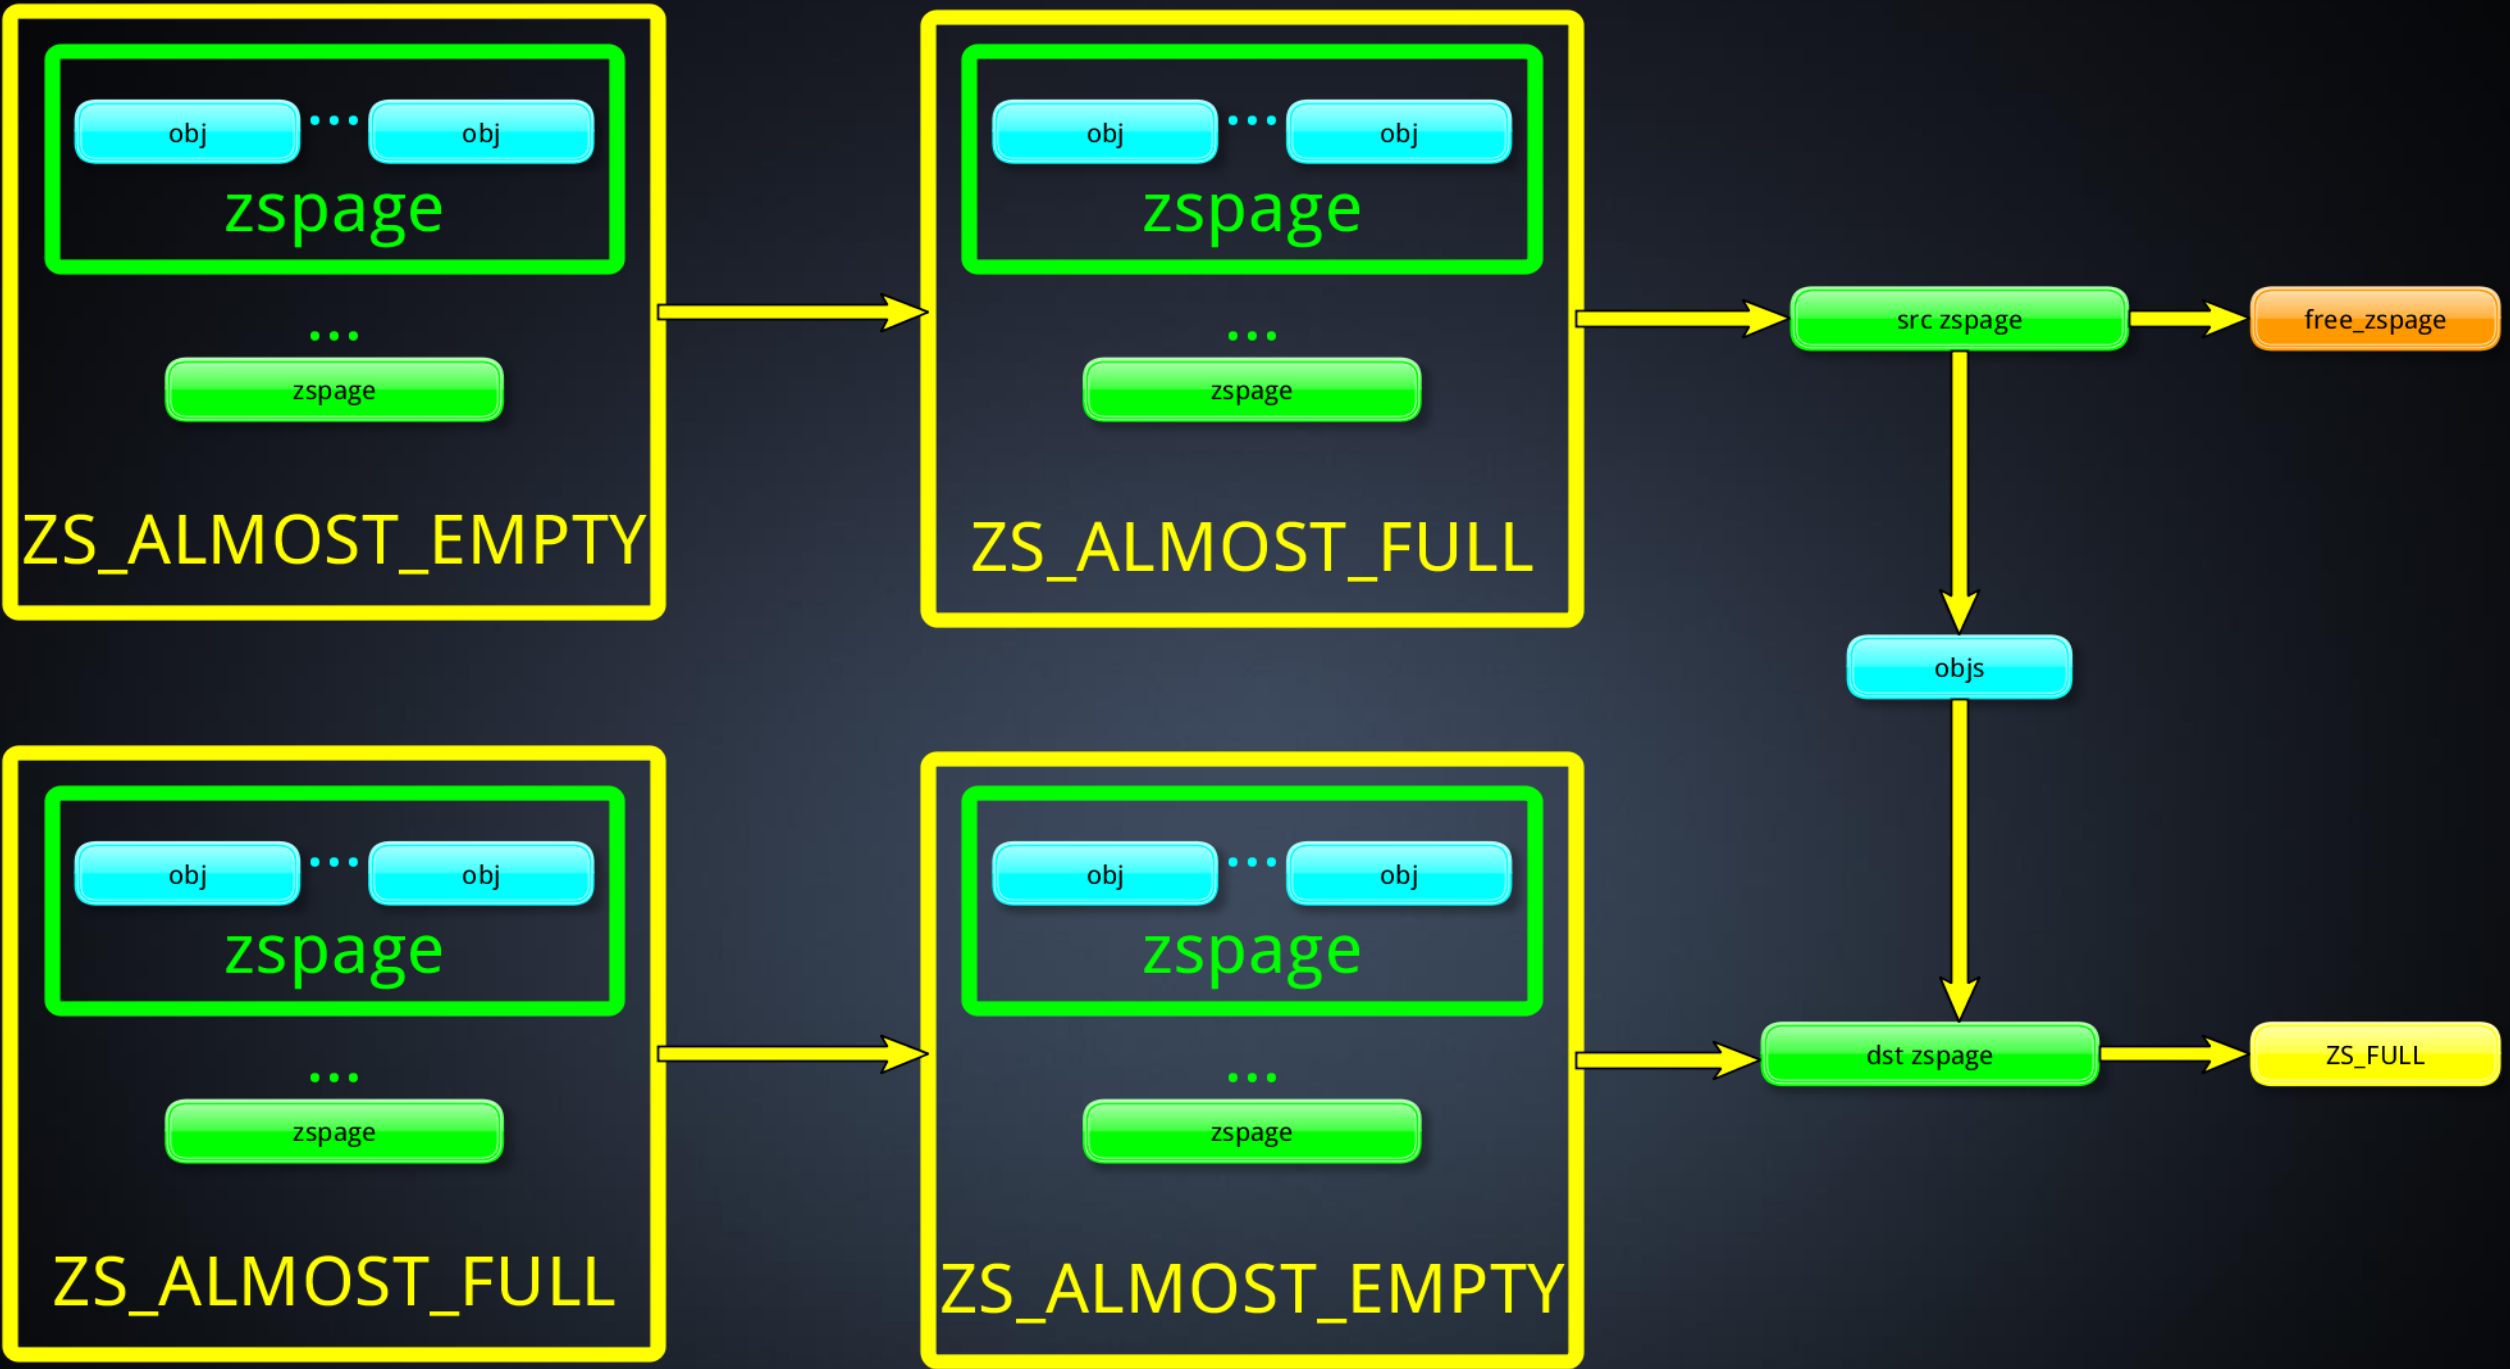 obj
...
obj
zspage
...
zspage
ZS_ALMOST_EMPTY
obj
...
obj
zspage
...
zspage
ZS_ALMOST_FULL
src zspage
free_zspage
objs
obj
...
obj
zspage
...
zspage
ZS_ALMOST_FULL
obj
...
obj
zspage
...
zspage
ZS_ALMOST_EMPTY
dst zspage
ZS_FULL